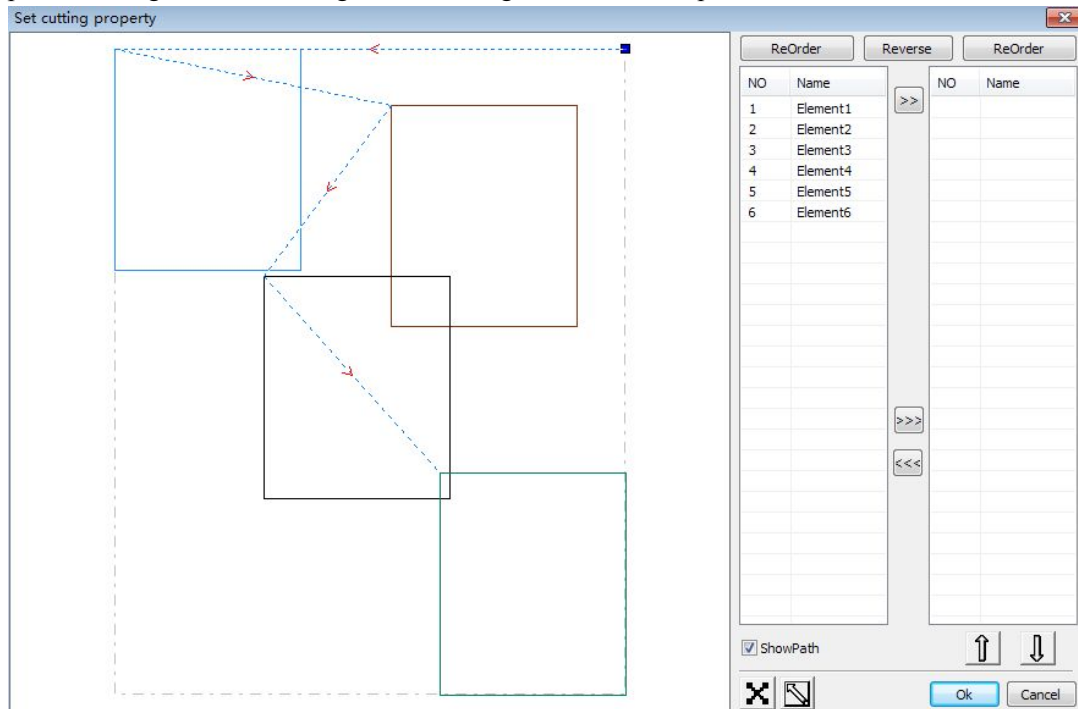 Set cutting property
ReOrder Reverse ReOrder
NO Name NO Name
>>
1 Element1
2 Element2
3 Element3
4 Element4
5 Element5
6 Element6
>>>
<<<
ShowPath
Ok Cancel